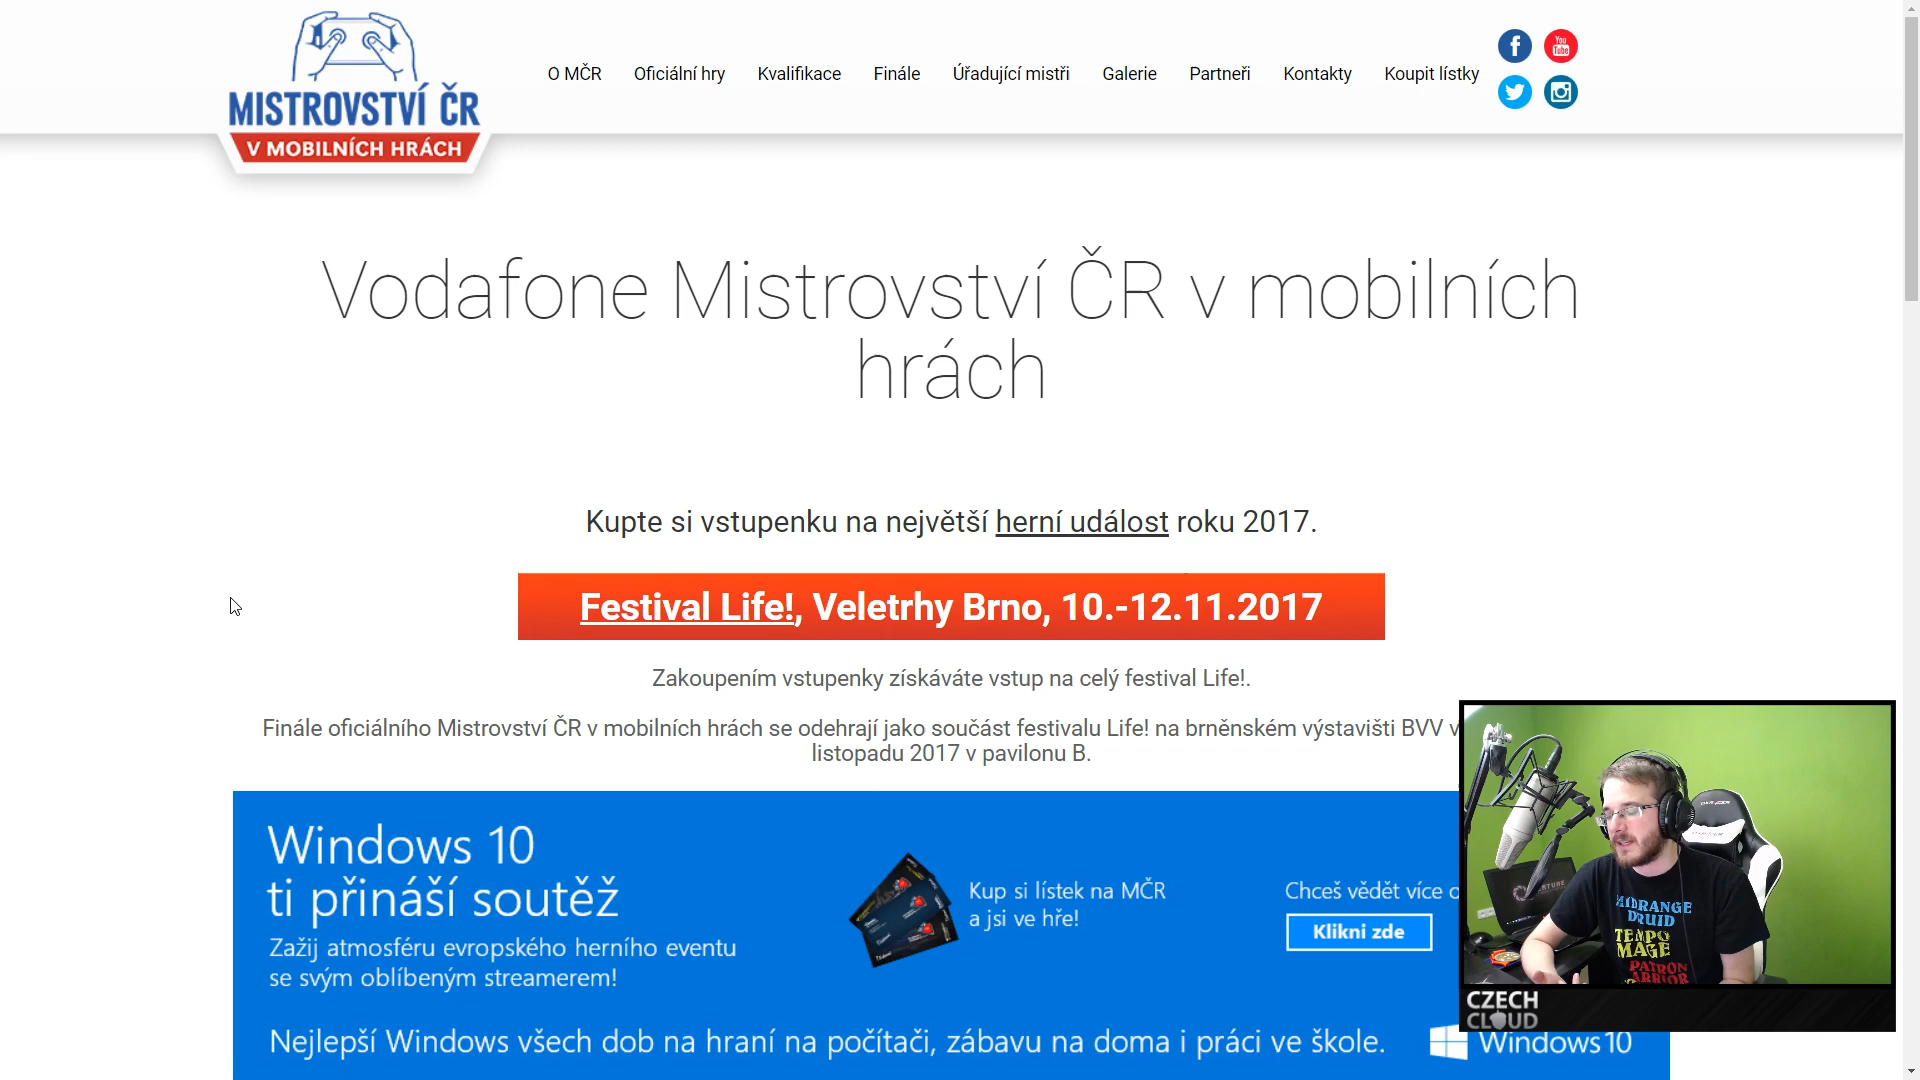 MISTROVSTVÍ ČR
V MOBILNÍCH HRÁCH
O MČR Oficiální hry Kvalifikace Finále Úřadující mistři Galerie Partneři Kontakty Koupit lístky
You
Tube
Vodafone Mistrovství ČR v mobilních
hrách
Kupte si vstupenku na největší herní událost roku 2017.
Festival Life!, Veletrhy Brno, 10.-12.11.2017
Zakoupením vstupenky získáváte vstup na celý festival Life!.
Finále oficiálního Mistrovství ČR v mobilních hrách se odehrají jako součást festivalu Life! na brněnském výstavišti BVV v
listopadu 2017 v pavilonu B.
Windows 10
ti přináší soutěž
Zažij atmosféru evropského herního eventu
se svým oblíbeným streamerem!
Kup si lístek na MČR
a jsi ve hře!
Chceš vědět více
Klikni zde
Nejlepší Windows všech dob na hraní na počítači, zábavu na doma i práci ve škole.
Windows 10
MIDRANGE
DRUID
TEMPO
MAGE
PATRON
CZECH
CLOUD